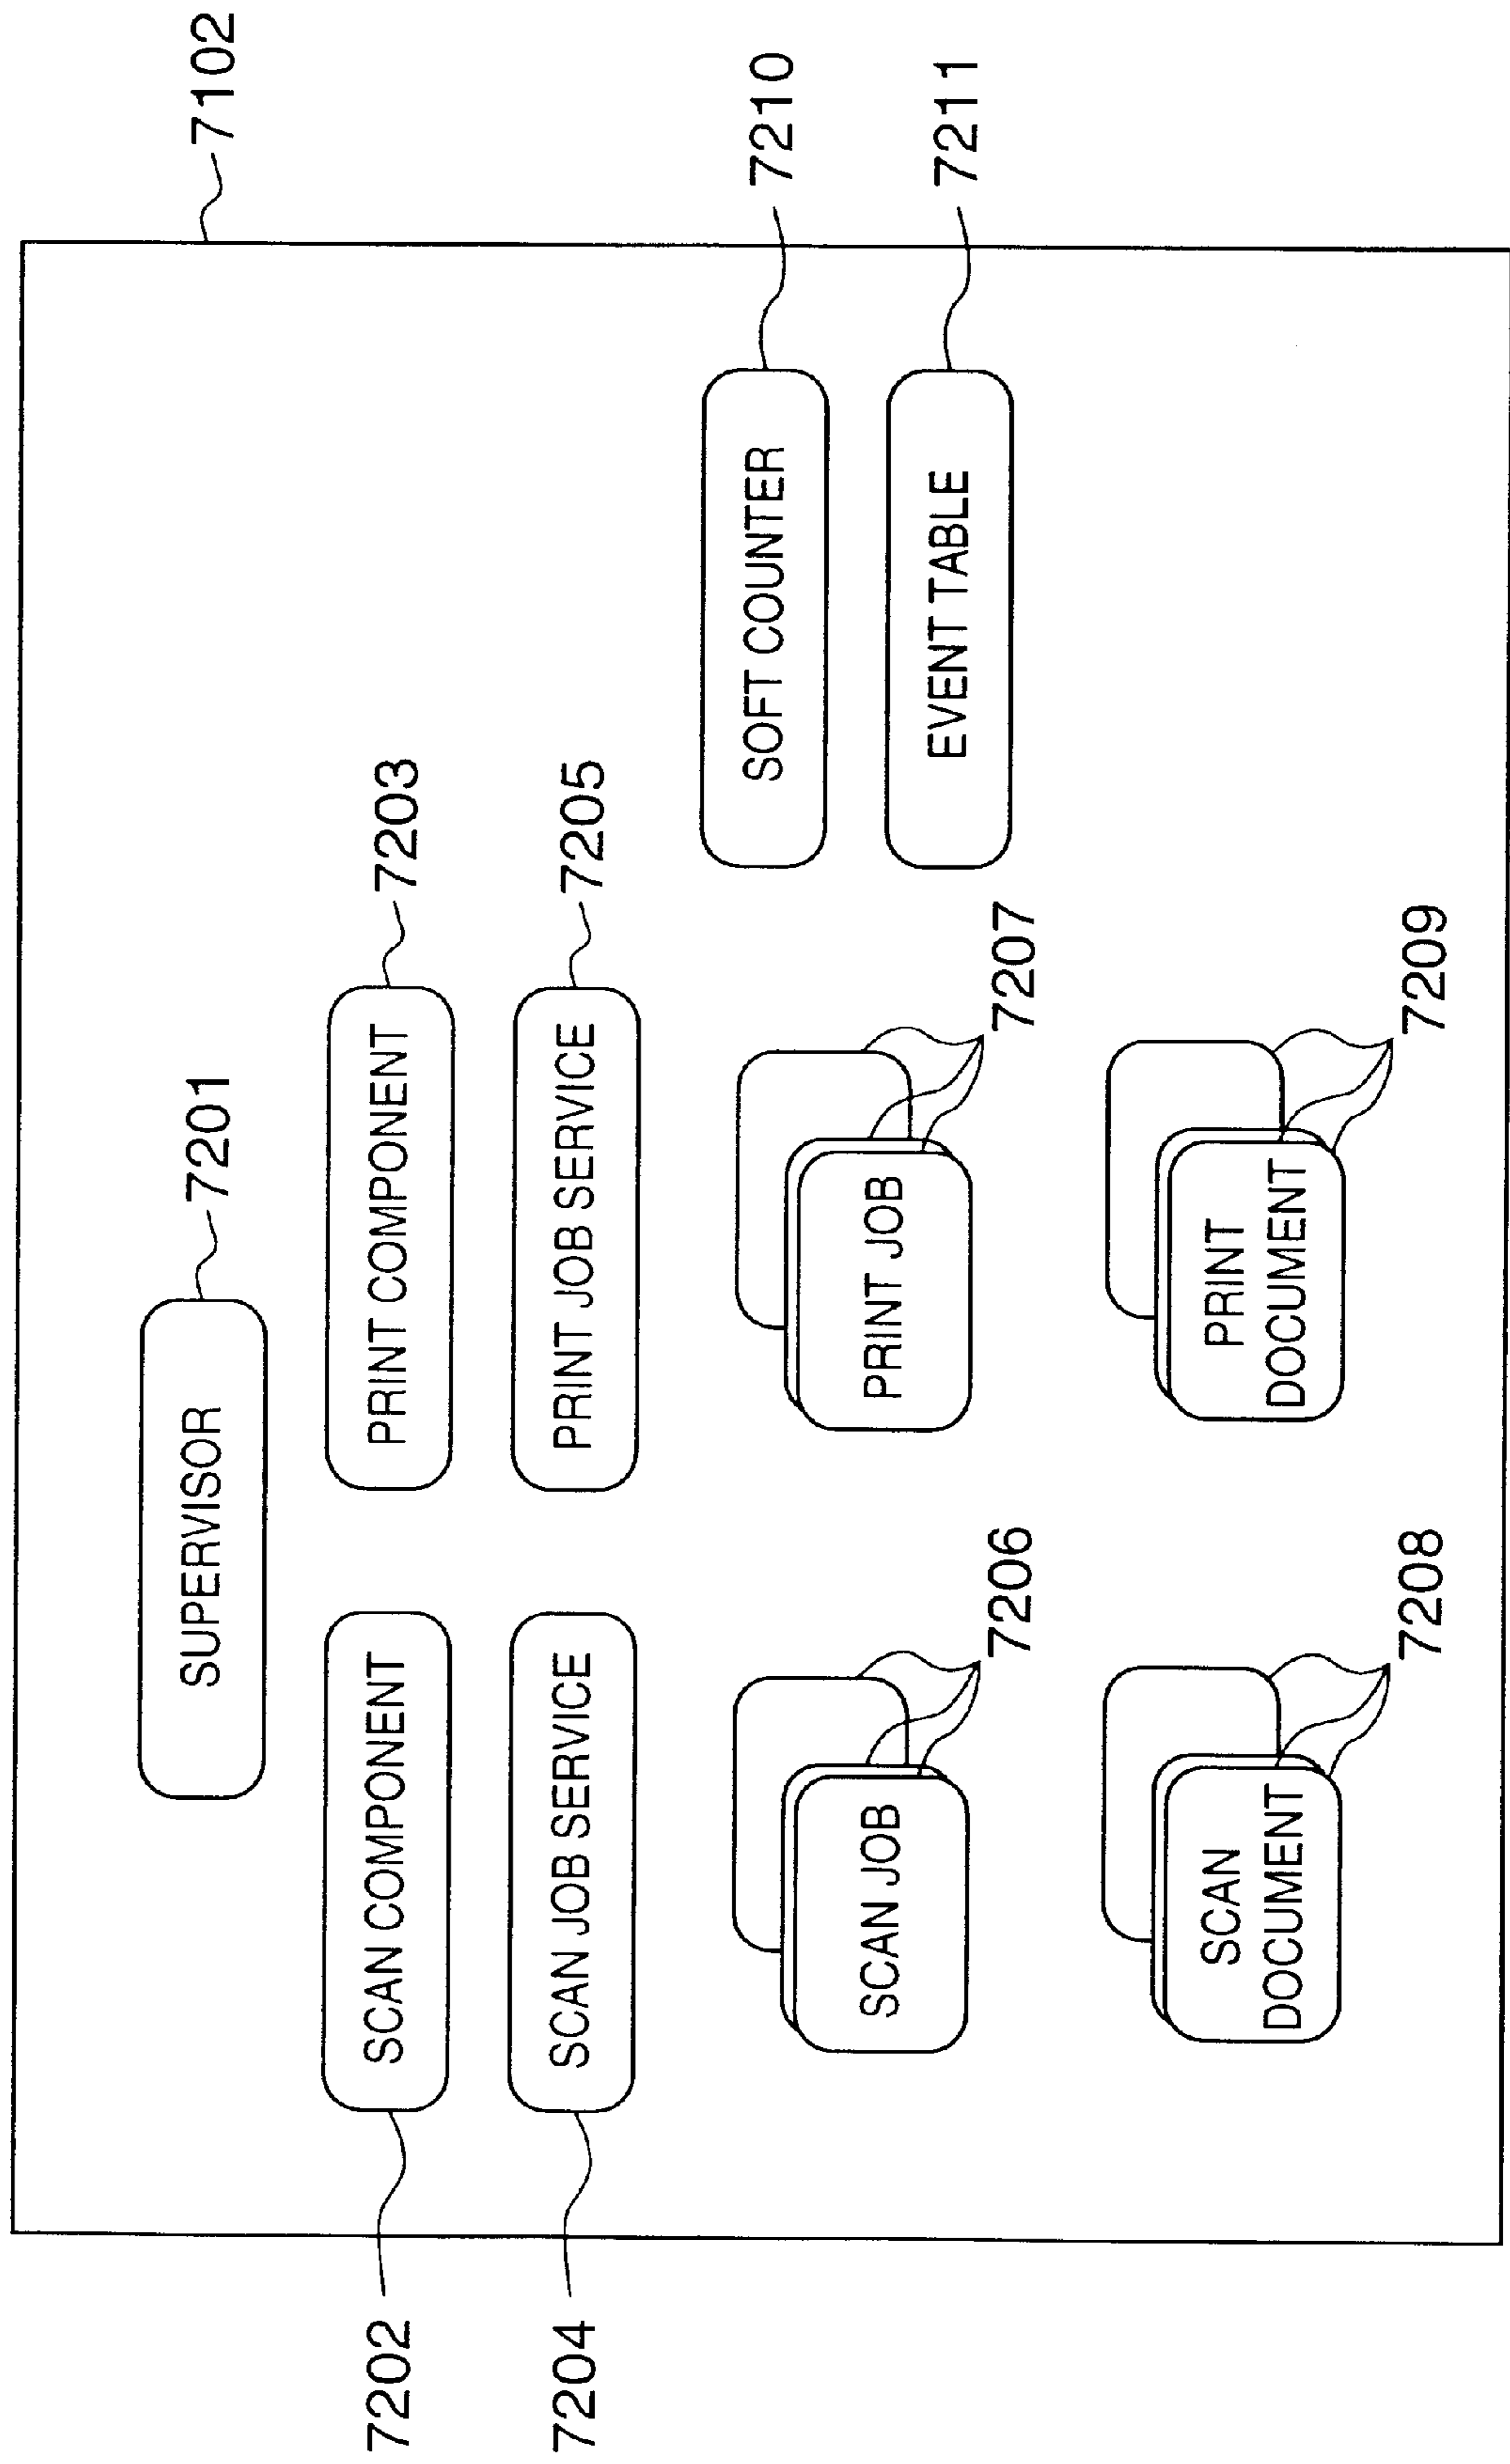 7102
SUPERVISOR
7201
7202
SCAN COMPONENT
PRINT COMPONENT
7203
7204
SCAN JOB SERVICE
PRINT JOB SERVICE
7205
SOFT COUNTER
7210
SCAN JOB
7206
PRINT JOB
7207
EVENT TABLE
7211
SCAN
DOCUMENT
7208
PRINT
DOCUMENT
7209